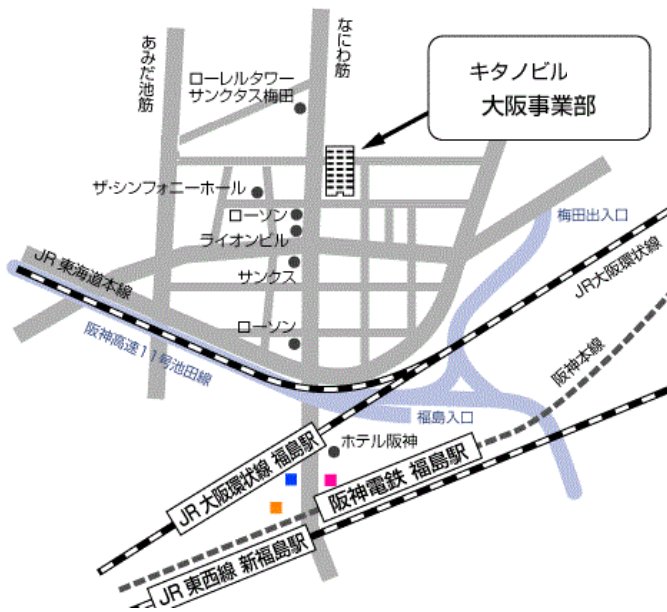 なにわ筋
あみだ池筋
キタノビル
大阪事業部
ローレルタワー
サンクタス梅田
ザ・シンフォニーホール
ローソン
ライオンビル
梅田出入口
サンクス
JR東海道本線
JR大阪環状線
阪神高速11号池田線
ローソン
阪神本線
福島入口
ホテル阪神
JR大阪環状線 福島駅
阪神電鉄 福島駅
JR東西線 新福島駅